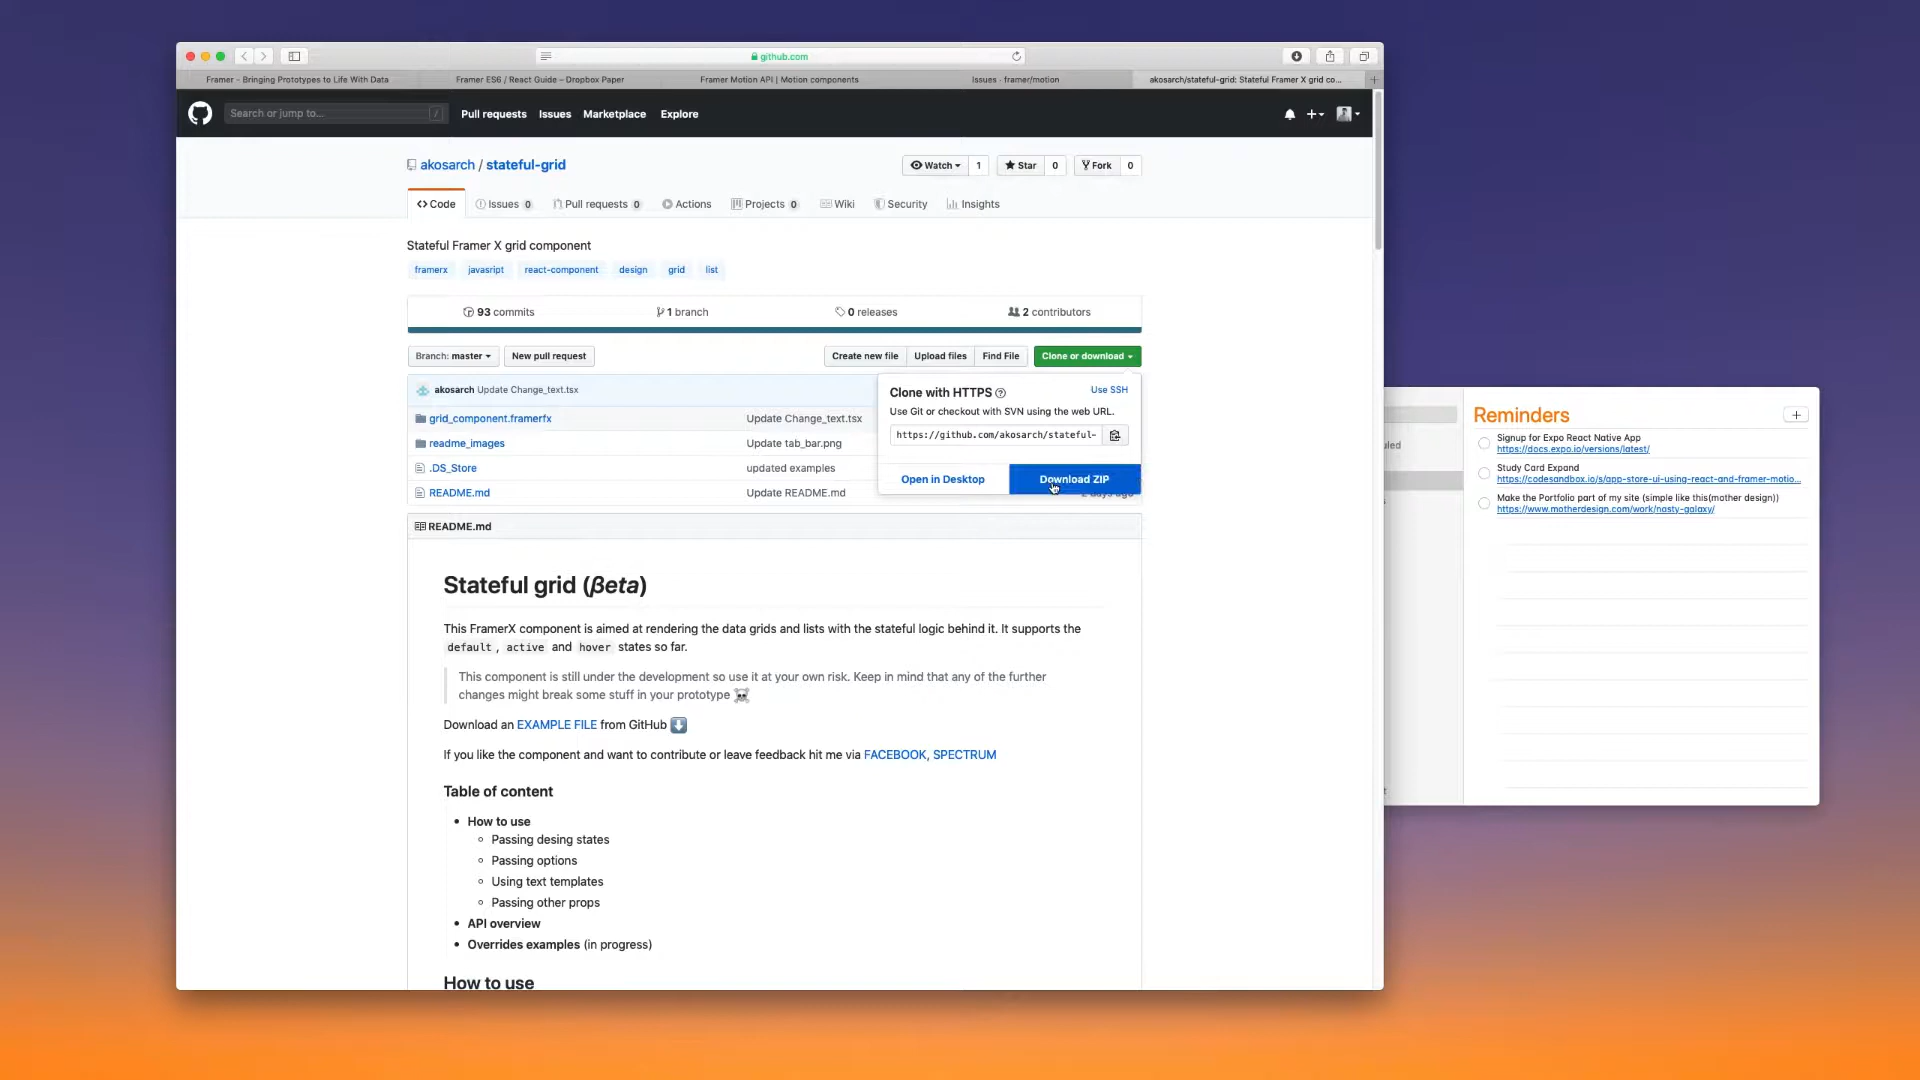 github.com
Framer - Bringing Prototypes to Life With Data
Framer ES6 / React Guide – Dropbox Paper
Framer Motion API | Motion components
Issues · framer/motion
akosarch/stateful-grid: Stateful Framer X grid co...
Search or jump to...
/
Pull requests
Issues
Marketplace
Explore
akosarch / stateful-grid
Watch 1
Star 0
Fork 0
Code
Issues 0
Pull requests 0
Actions
Projects 0
Wiki
Security
Insights
Stateful Framer X grid component
framerx
javasript
react-component
design
grid
list
93 commits
1 branch
0 releases
2 contributors
Branch: master
New pull request
Create new file
Upload files
Find File
Clone or download
akosarch Update Change_text.tsx
Clone with HTTPS
Use SSH
Use Git or checkout with SVN using the web URL.
https://github.com/akosarch/stateful-
Open in Desktop
Download ZIP
grid_component.framerfx
Update Change_text.tsx
readme_images
Update tab_bar.png
.DS_Store
updated examples
README.md
Update README.md
2 days ago
README.md
Stateful grid (βeta)
This FramerX component is aimed at rendering the data grids and lists with the stateful logic behind it. It supports the
default, active and hover states so far.
This component is still under the development so use it at your own risk. Keep in mind that any of the further
changes might break some stuff in your prototype ☠️
Download an EXAMPLE FILE from GitHub ⬇️
If you like the component and want to contribute or leave feedback hit me via FACEBOOK, SPECTRUM
Table of content
• How to use
◦ Passing desing states
◦ Passing options
◦ Using text templates
◦ Passing other props
• API overview
• Overrides examples (in progress)
How to use
Reminders
Signup for Expo React Native App
https://docs.expo.io/versions/latest/
Study Card Expand
https://codesandbox.io/s/app-store-ui-using-react-and-framer-motio...
Make the Portfolio part of my site (simple like this(mother design))
https://www.motherdesign.com/work/nasty-galaxy/